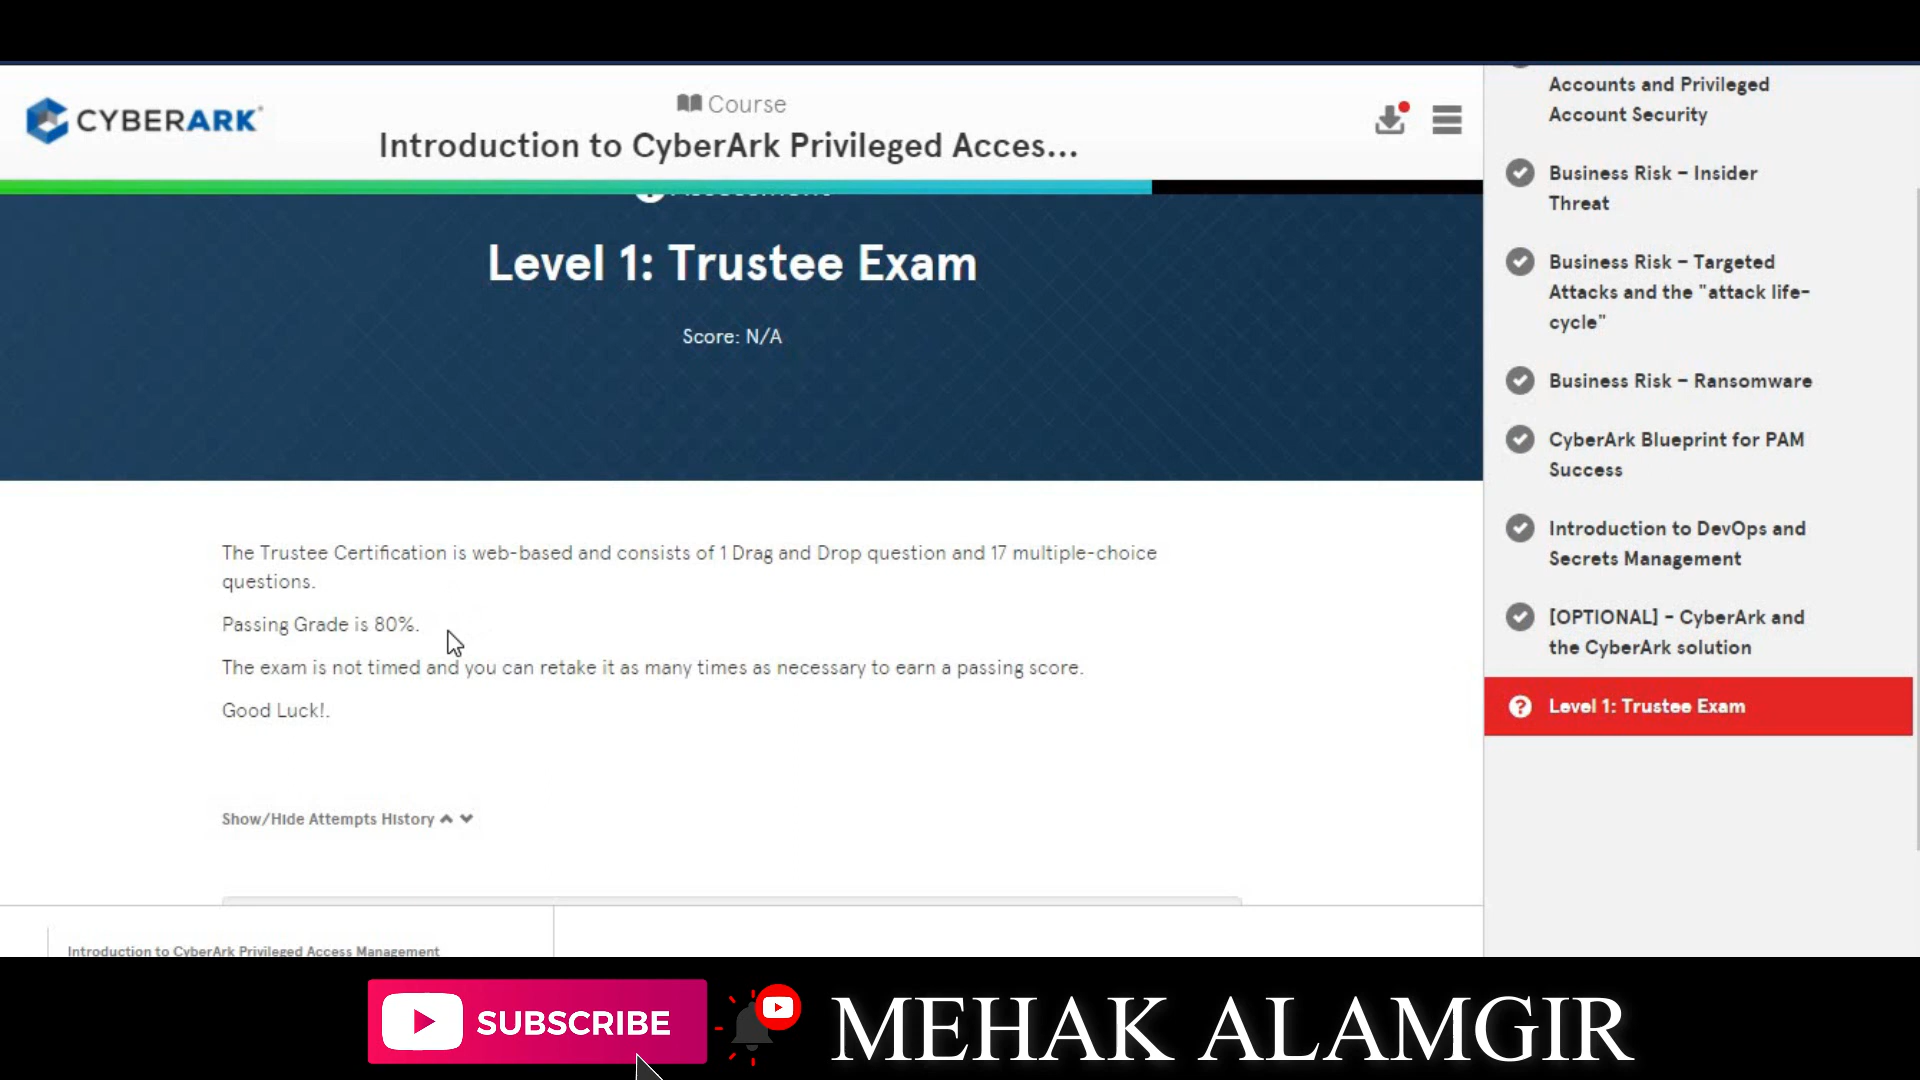 CYBERARK
Course
Introduction to CyberArk Privileged Acces...
Level 1: Trustee Exam
Score: N/A
The Trustee Certification is web-based and consists of 1 Drag and Drop question and 17 multiple-choice
questions.
Passing Grade is 80%.
The exam is not timed and you can retake it as many times as necessary to earn a passing score.
Good Luck!.
Show/Hide Attempts History
Introduction to CyberArk Privileged Access Management
Accounts and Privileged
Account Security
Business Risk – Insider
Threat
Business Risk – Targeted
Attacks and the "attack life-
cycle"
Business Risk – Ransomware
CyberArk Blueprint for PAM
Success
Introduction to DevOps and
Secrets Management
[OPTIONAL] - CyberArk and
the CyberArk solution
Level 1: Trustee Exam
SUBSCRIBE
MEHAK ALAMGIR